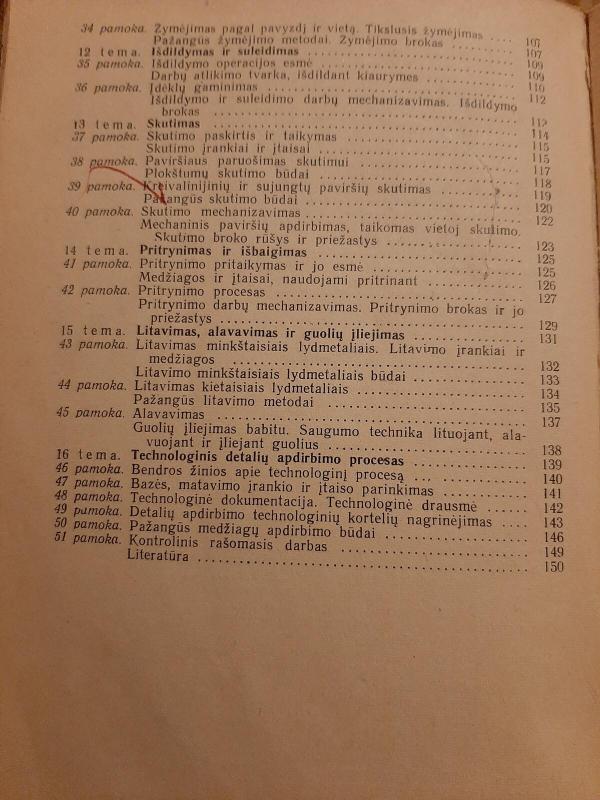 34 pamoka. Žymėjimas pagal pavyzdį ir vietą. Tikslusis žymėjimas
Pažangūs žymėjimo metodai. Žymėjimo brokas 107
12 tema. Išdildymas ir suleidimas 107
35 pamoka. Išdildymo operacijos esmė 109
Darbų atlikimo tvarka, išdildant kiaurymes 109
36 pamoka. Įdėklų gaminimas 110
Išdildymo ir suleidimo darbų mechanizavimas. Išdildymo 112
brokas
13 tema. Skutimas 112
37 pamoka. Skutimo paskirtis ir taikymas 114
Skutimo įrankiai ir įtaisai 115
38 pamoka. Paviršiaus paruošimas skutimui 115
Plokštumų skutimo būdai 117
39 pamoka. Kreivalinijinių ir sujungtų paviršių skutimas 118
Pažangūs skutimo būdai 119
40 pamoka. Skutimo mechanizavimas 120
Mechaninis paviršių apdirbimas, taikomas vietoj skutimo. 122
Skutimo broko rūšys ir priežastys
14 tema. Pritrynimas ir išbaigimas 123
41 pamoka. Pritrynimo pritaikymas ir jo esmė 125
Medžiagos ir įtaisai, naudojami pritrinant 125
42 pamoka. Pritrynimo procesas 126
Pritrynimo darbų mechanizavimas. Pritrynimo brokas ir jo 127
priežastys
15 tema. Litavimas, alavavimas ir guolių įliejimas 129
43 pamoka. Litavimas minkštaisiais lydmetaliais. Litavimo įrankiai ir 131
medžiagos
Litavimo minkštaisiais lydmetaliais būdai 132
44 pamoka. Litavimas kietaisiais lydmetaliais 133
Pažangūs litavimo metodai 134
45 pamoka. Alavavimas 135
Guolių įliejimas babitu. Saugumo technika lituojant, ala- 137
vuojant ir įliejant guolius
16 tema. Technologinis detalių apdirbimo procesas 138
46 pamoka. Bendros žinios apie technologinį procesą 139
47 pamoka. Bazės, matavimo įrankio ir įtaiso parinkimas 140
48 pamoka. Technologinė dokumentacija. Technologinė drausmė 141
49 pamoka. Detalių apdirbimo technologinių kortelių nagrinėjimas 142
50 pamoka. Pažangūs medžiagų apdirbimo būdai 143
51 pamoka. Kontrolinis rašomasis darbas 146
Literatūra 149
150